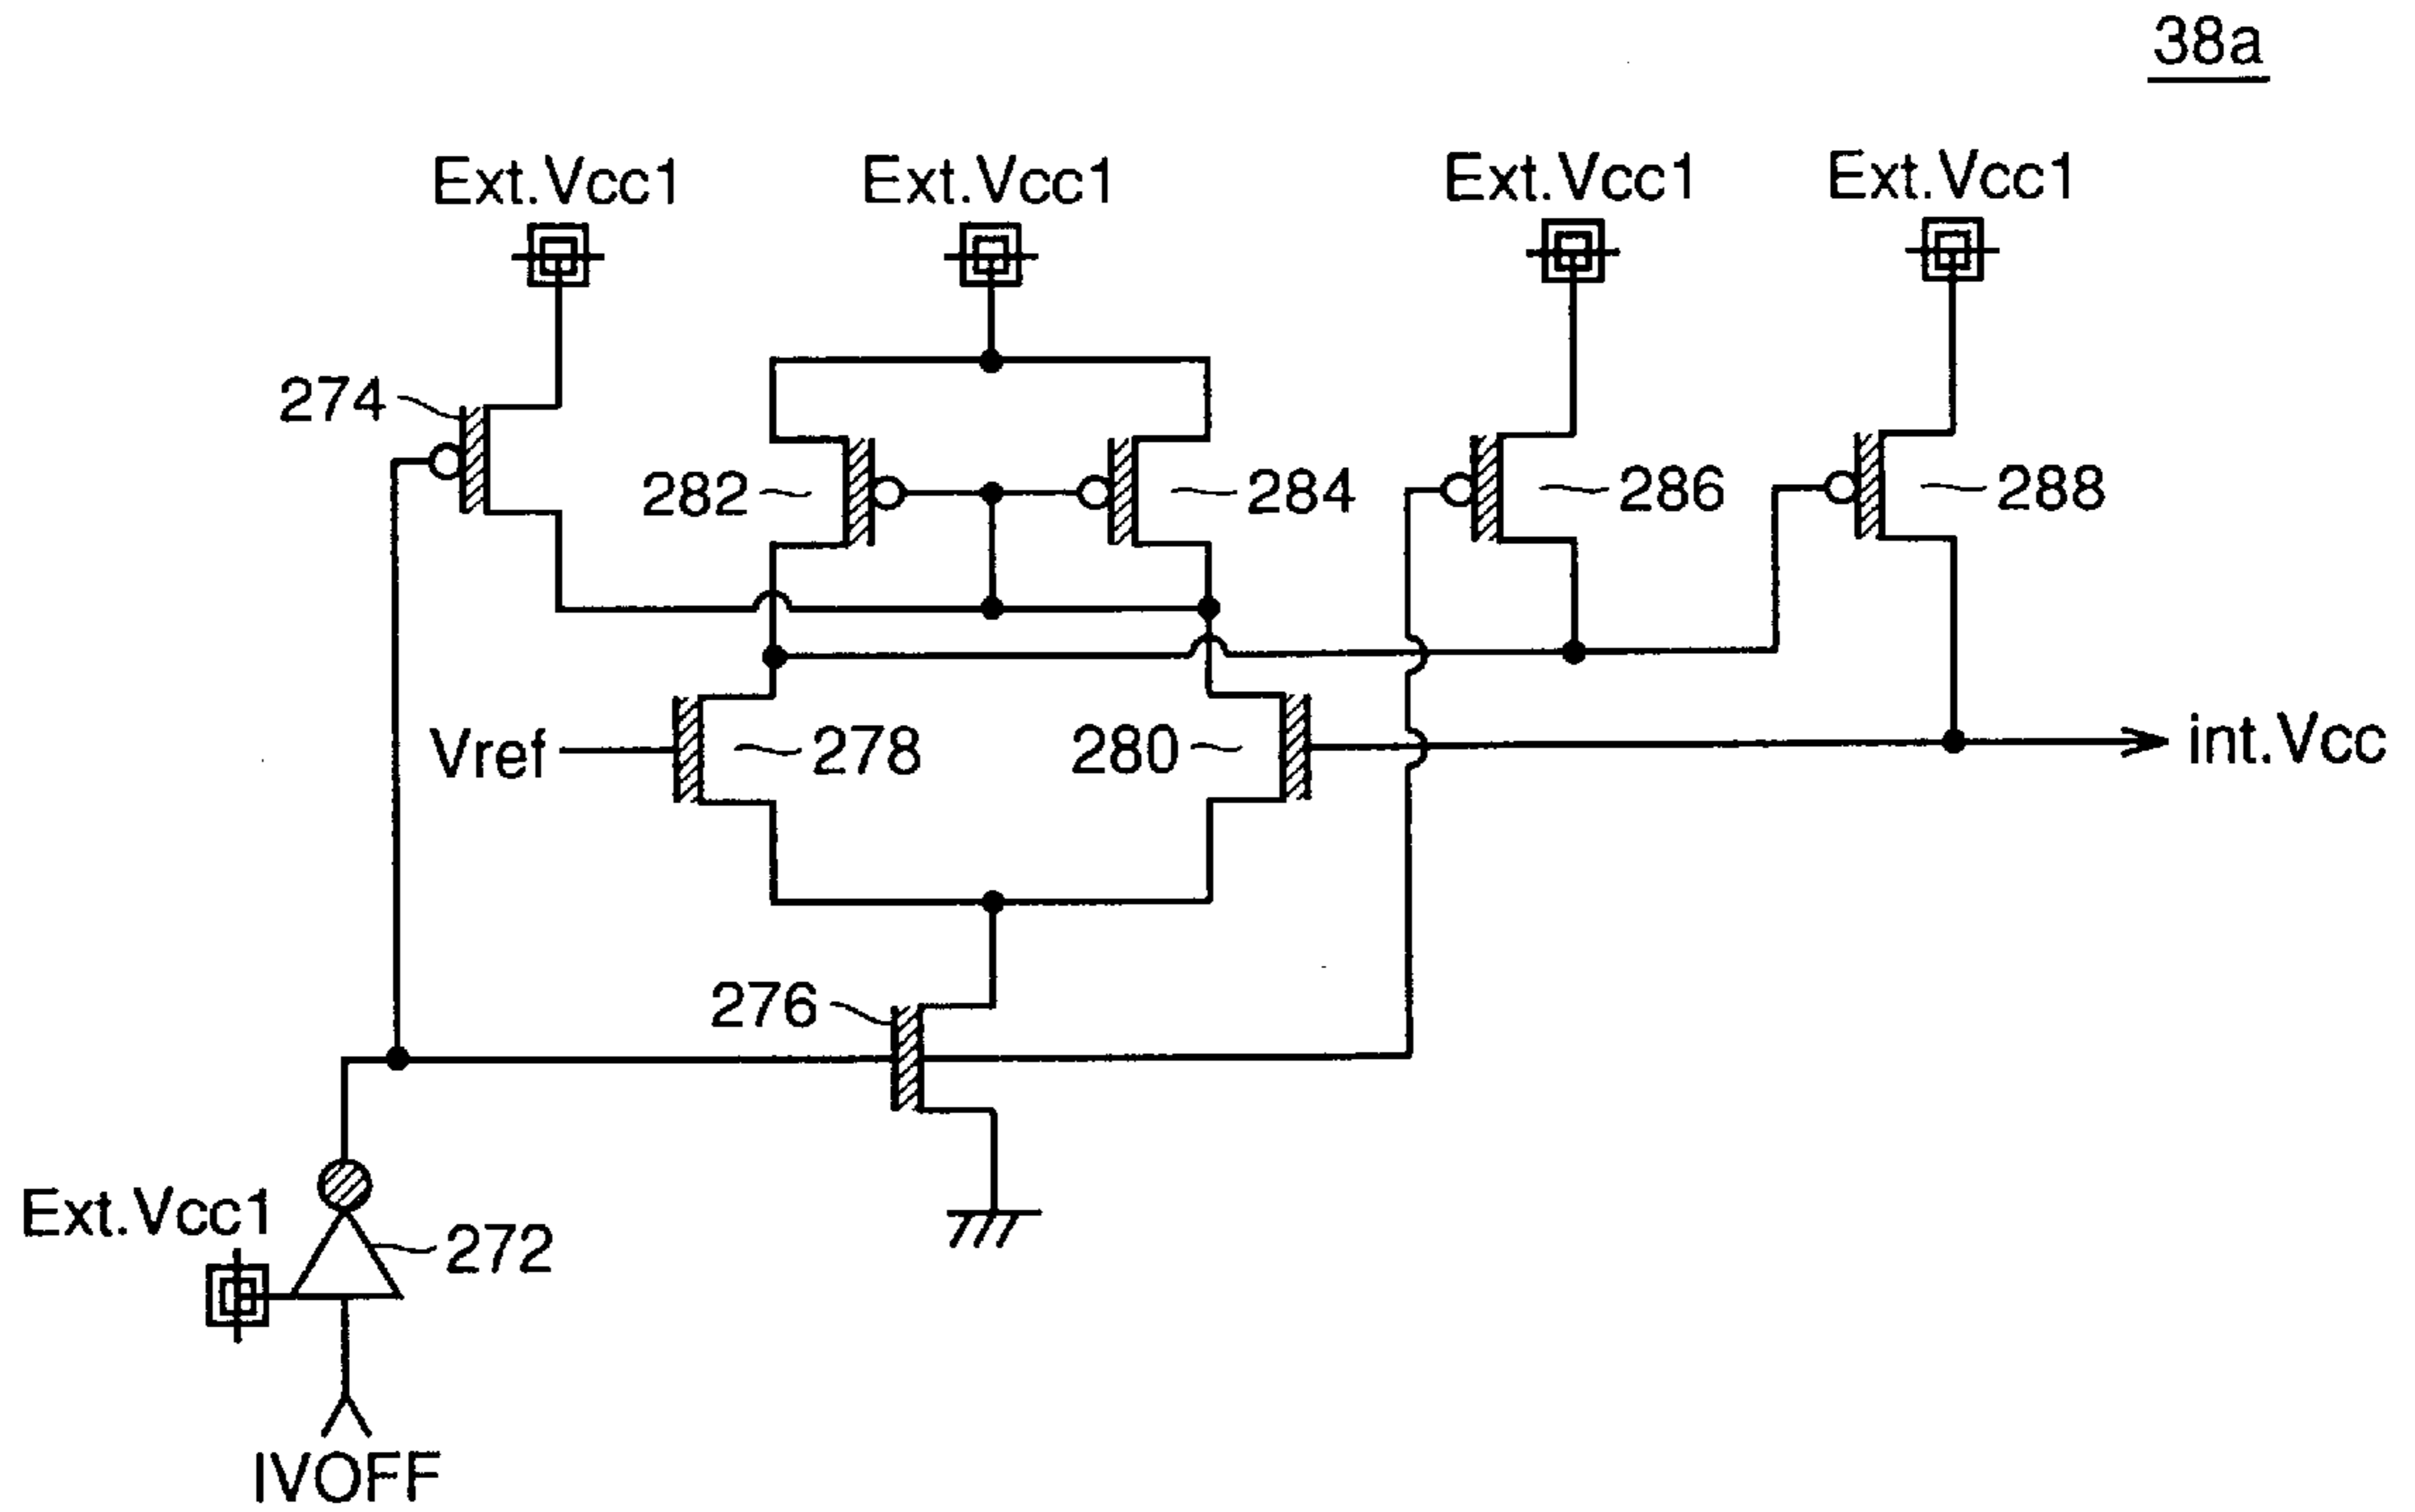 38a
Ext.Vcc1 Ext.Vcc1 Ext.Vcc1 Ext.Vcc1
274
282 284 286 288
Vref 278 280 int.Vcc
276
Ext.Vcc1 272
IVOFF